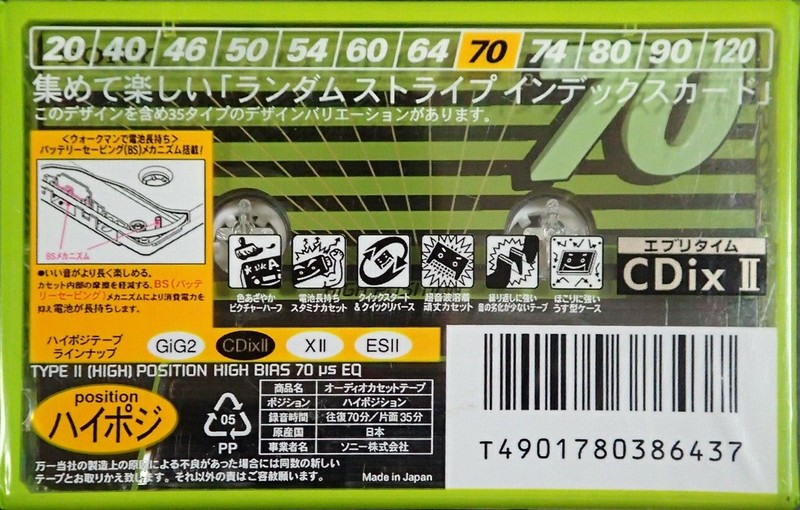 20 40 46 50 54 60 64 70 74 80 90 120
集めて楽しい「ランダム ストライプ インデックスカード」
このデザインを含め35タイプのデザインバリエーションがあります。
70
<ウォークマンで電池長持ち>
バッテリーセービング(BS)メカニズム搭載!
BSメカニズム
●いい音がより長く楽しめる。
カセット内部の摩擦を軽減する、BS(バッテ
リーセービング)メカニズムにより消費電力を
抑え電池が長持ちします。
色あざやか
ピクチャーハーフ
電池長持ち
スタミナカセット
クイックスタート
&クイックリバース
超音波溶着
頑丈カセット
繰り返しに強い
音の劣化が少ないテープ
ほこりに強い
うす型ケース
エブリタイム
CDix II
ハイポジテープ
ラインナップ
GiG2 CDixII XII ESII
TYPE II (HIGH) POSITION HIGH BIAS 70 µs EQ
position
ハイポジ
05
PP
商品名 オーディオカセットテープ
ポジション ハイポジション
録音時間 往復70分/片面35分
原産国 日本
事業者名 ソニー株式会社
万一当社の製造上の原因による不良があった場合には同数の新しい
テープとお取りかえ致します。それ以外の責はご容赦願います。
Made in Japan
T4901780386437